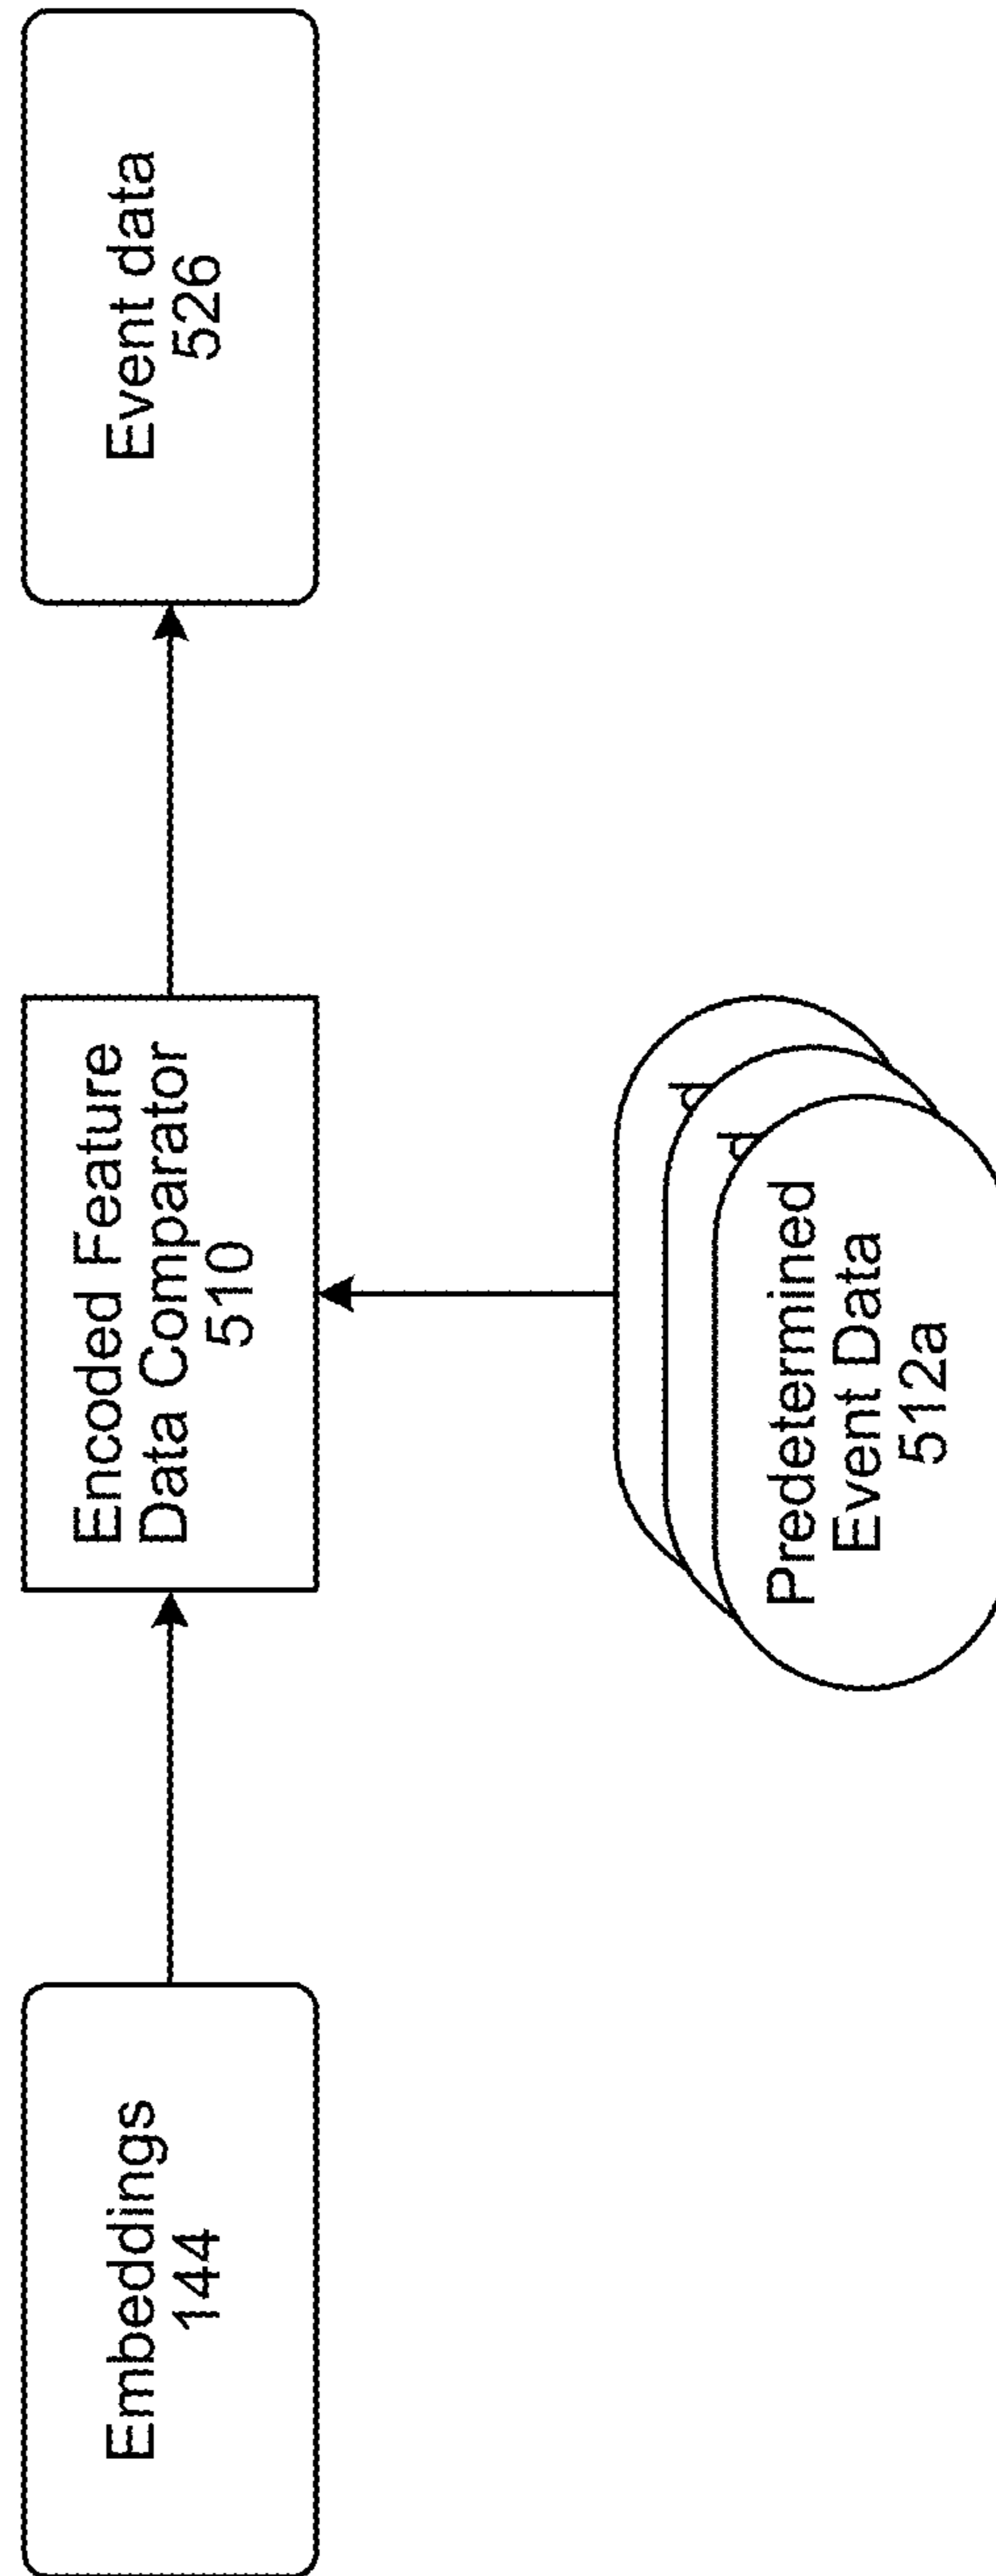 Embeddings
144
Encoded Feature
Data Comparator
510
Event data
526
d
d
Predetermined
Event Data
512a